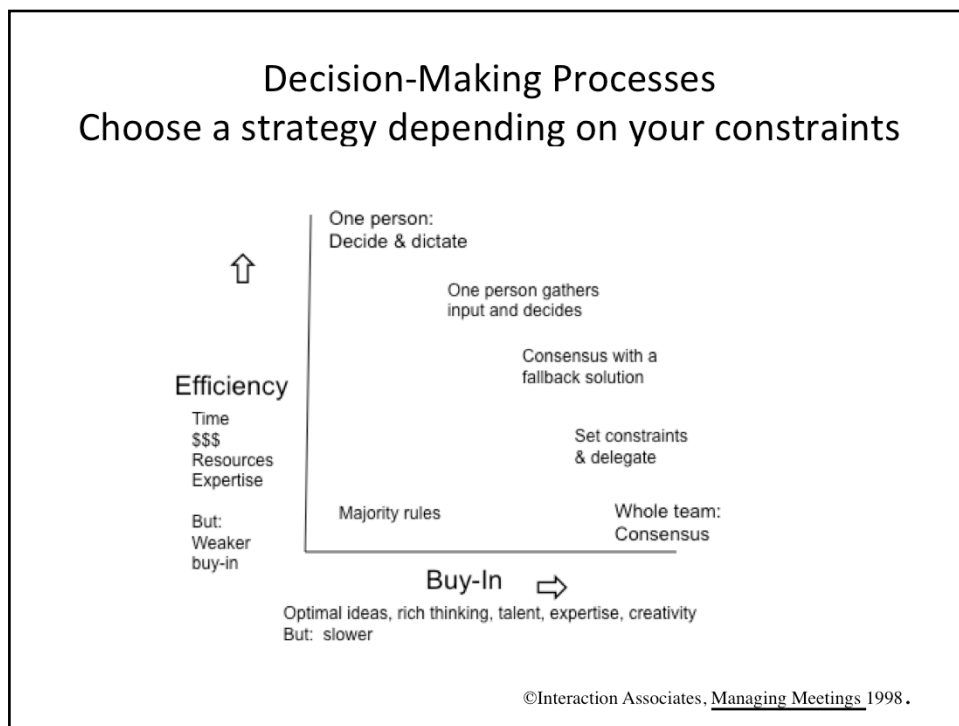 Decision-Making Processes
Choose a strategy depending on your constraints
One person:
Decide & dictate
One person gathers
input and decides
Consensus with a
fallback solution
Efficiency
Time
$$$
Resources
Expertise
But:
Weaker
buy-in
Set constraints
& delegate
Majority rules
Whole team:
Consensus
Buy-In
Optimal ideas, rich thinking, talent, expertise, creativity
But: slower
©Interaction Associates, Managing Meetings 1998.